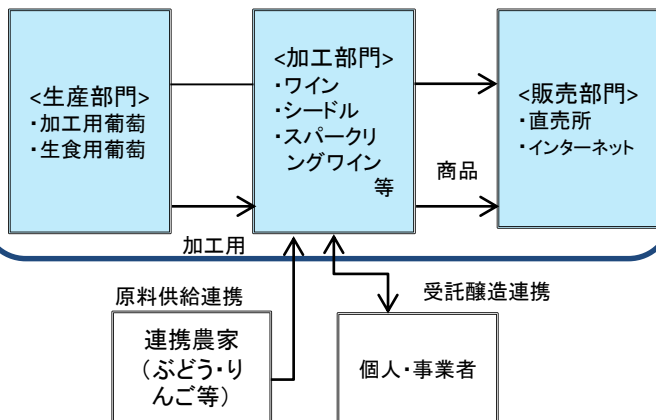 <生産部門>
・加工用葡萄
・生食用葡萄
<加工部門>
・ワイン
・シードル
・スパークリ
ングワイン
等
<販売部門>
・直売所
・インターネット
商品
加工用
原料供給連携
受託醸造連携
連携農家
（ぶどう・り
んご等）
個人・事業者